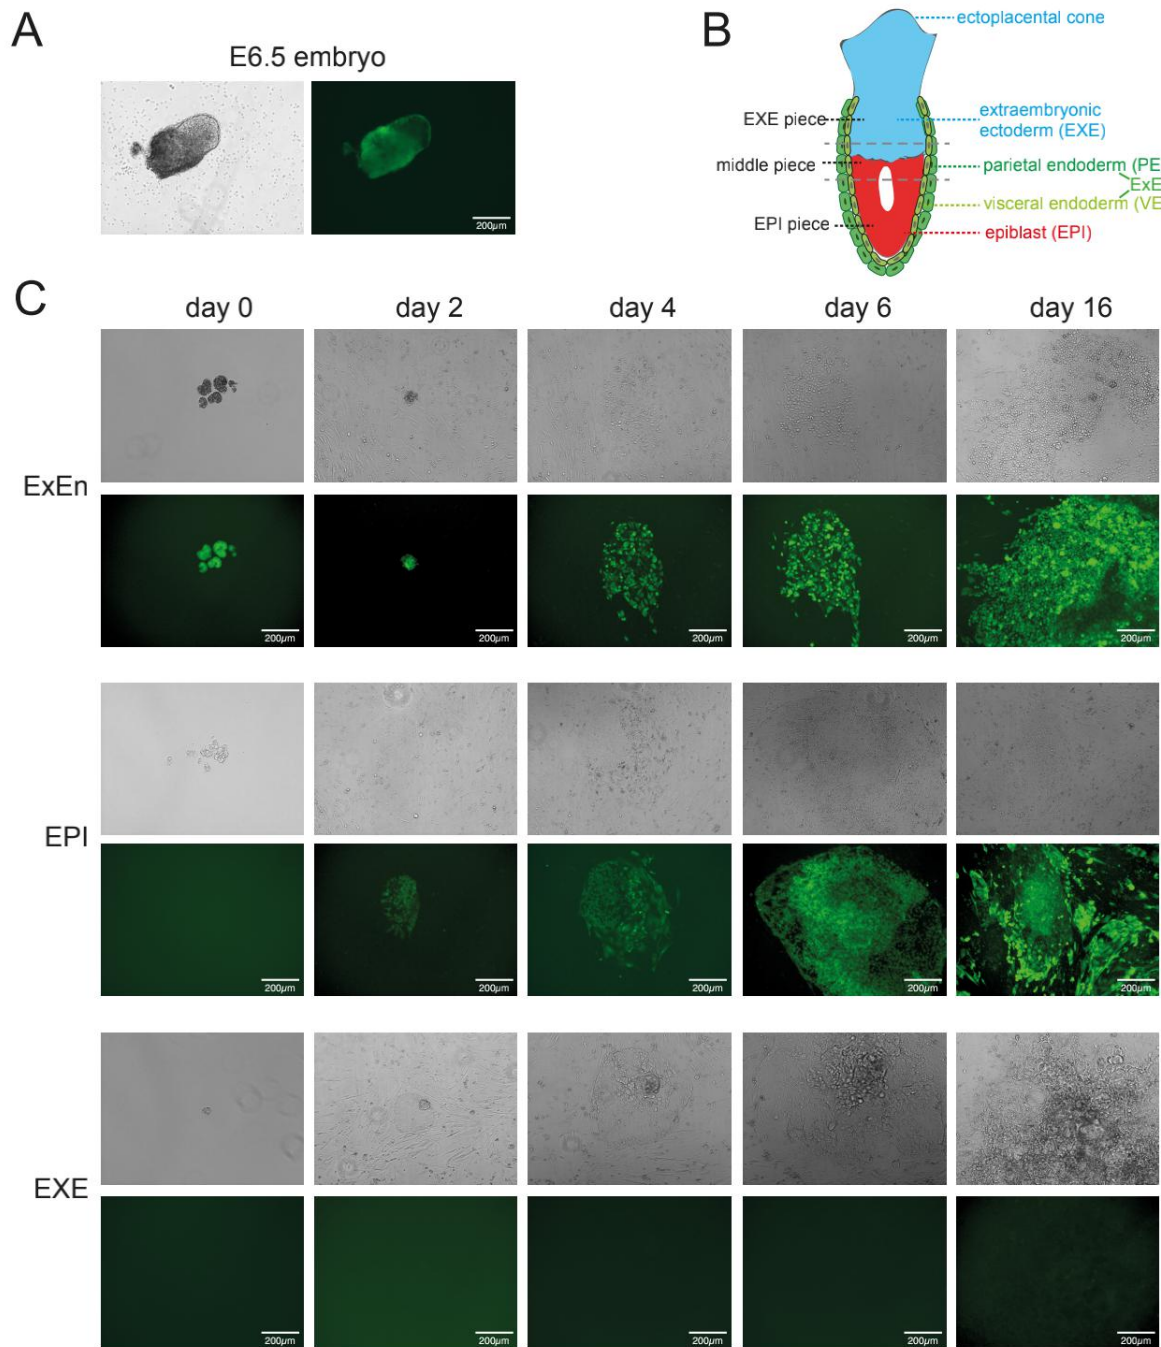 A
E6.5 embryo
200µm
B
ectoplacental cone
EXE piece
extraembryonic
ectoderm (EXE)
middle piece
parietal endoderm (PE
ExE
visceral endoderm (VE
EPI piece
epiblast (EPI)
C
day 0
day 2
day 4
day 6
day 16
ExEn
200µm
200µm
200µm
200µm
200µm
EPI
200µm
200µm
200µm
200µm
200µm
EXE
200µm
200µm
200µm
200µm
200µm